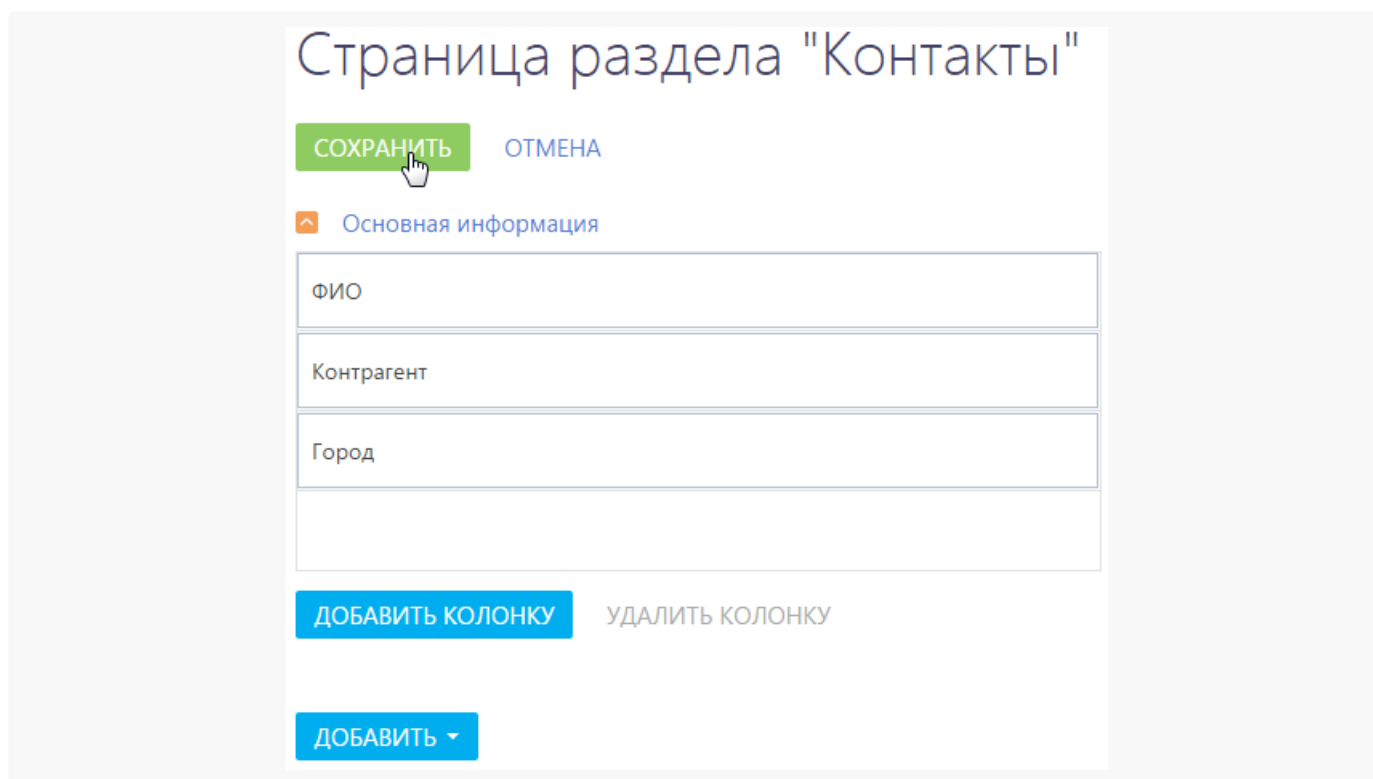 Страница раздела "Контакты"
СОХРАНИТЬ ОТМЕНА
Основная информация
ФИО
Контрагент
Город
ДОБАВИТЬ КОЛОНКУ УДАЛИТЬ КОЛОНКУ
ДОБАВИТЬ